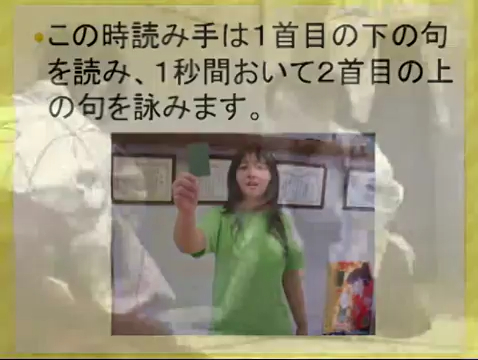 この時読み手は１首目の下の句
を読み、１秒間おいて２首目の上
の句を詠みます。